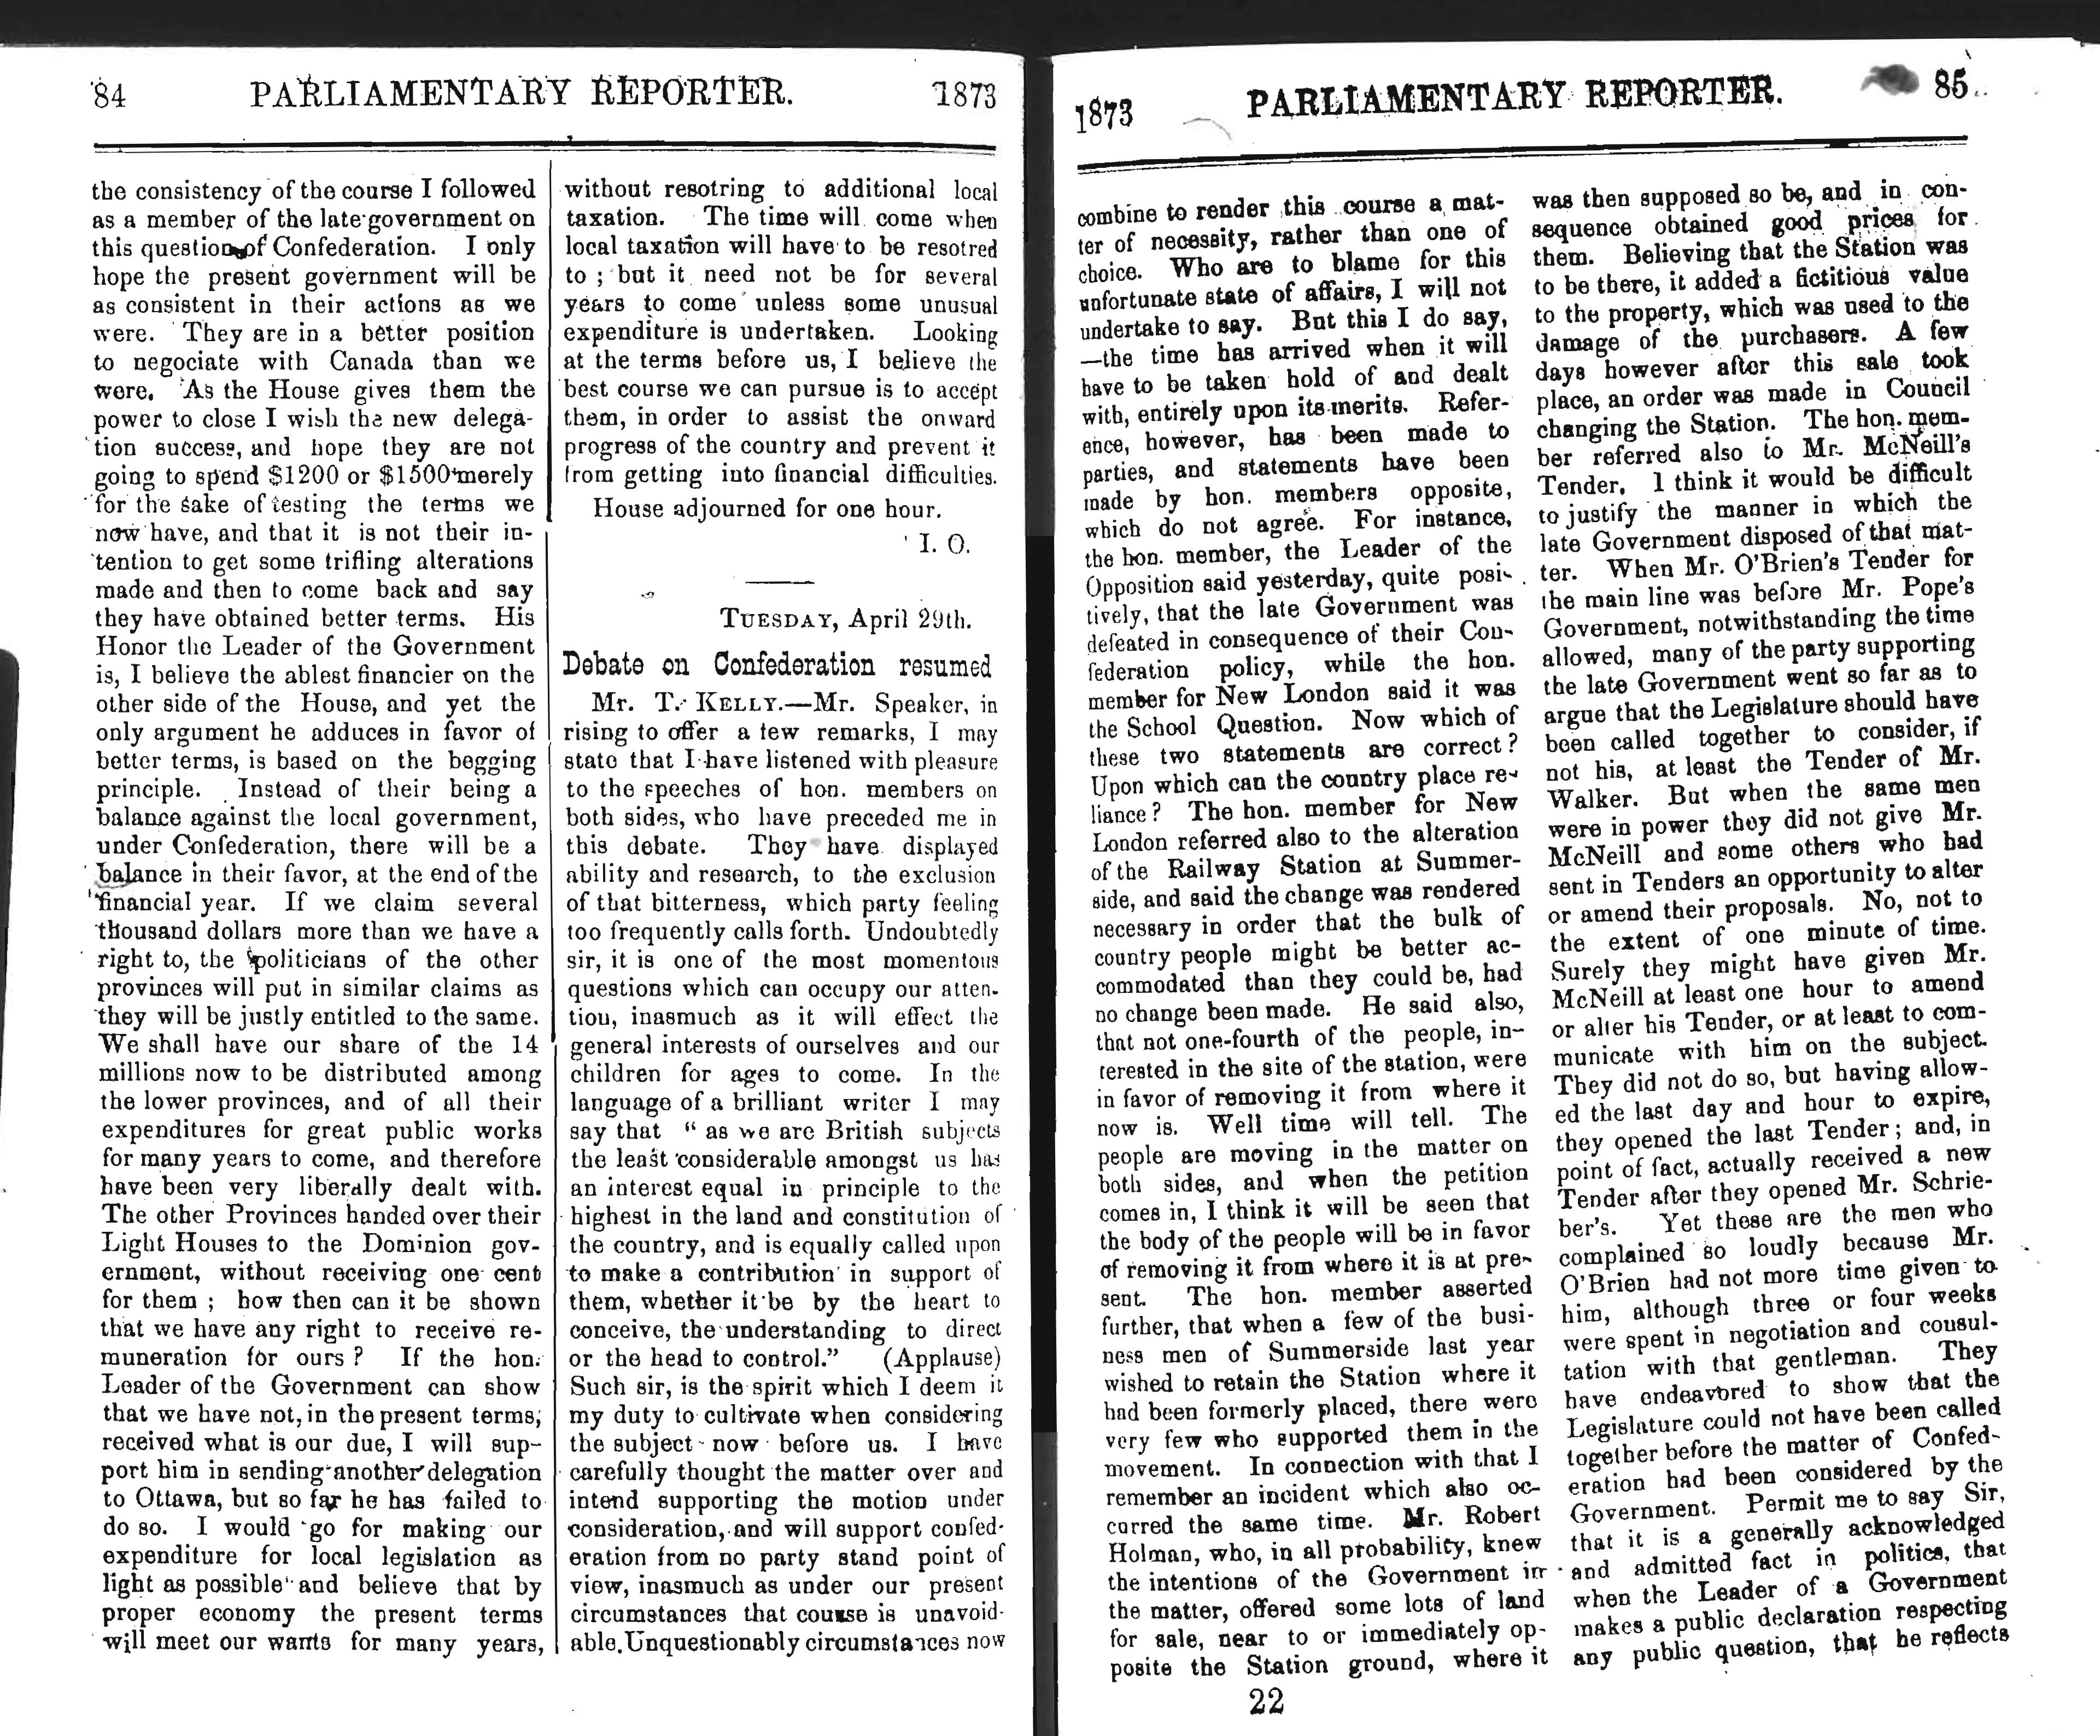 84 PARLIAMENTARY REPORTER. 1873
the consistency of the course I followed
as a member of the late government on
this question of Confederation. I only
hope the present government will be
as consistent in their actions as we
were. They are in a better position
to negociate with Canada than we
were. As the House gives them the
power to close I wish the new delega-
tion success, and hope they are not
going to spend $1200 or $1500 merely
for the sake of testing the terms we
now have, and that it is not their in-
tention to get some trifling alterations
made and then to come back and say
they have obtained better terms. His
Honor the Leader of the Government
is, I believe the ablest financier on the
other side of the House, and yet the
only argument he adduces in favor of
better terms, is based on the begging
principle. Instead of their being a
balance against the local government,
under Confederation, there will be a
balance in their favor, at the end of the
financial year. If we claim several
thousand dollars more than we have a
right to, the politicians of the other
provinces will put in similar claims as
they will be justly entitled to the same.
We shall have our share of the 14
millions now to be distributed among
the lower provinces, and of all their
expenditures for great public works
for many years to come, and therefore
have been very liberally dealt with.
The other Provinces handed over their
Light Houses to the Dominion gov-
ernment, without receiving one cent
for them ; how then can it be shown
that we have any right to receive re-
muneration for ours ? If the hon.
Leader of the Government can show
that we have not, in the present terms,
received what is our due, I will sup-
port him in sending another delegation
to Ottawa, but so far he has failed to
do so. I would go for making our
expenditure for local legislation as
light as possible and believe that by
proper economy the present terms
will meet our wants for many years,
without resotring to additional local
taxation. The time will come when
local taxation will have to be resotred
to ; but it need not be for several
years to come unless some unusual
expenditure is undertaken. Looking
at the terms before us, I believe the
best course we can pursue is to accept
them, in order to assist the onward
progress of the country and prevent it
from getting into financial difficulties.
House adjourned for one hour.
I. O.
TUESDAY, April 29th.
Debate on Confederation resumed
Mr. T. KELLY.—Mr. Speaker, in
rising to offer a few remarks, I may
state that I have listened with pleasure
to the speeches of hon. members on
both sides, who have preceded me in
this debate. They have displayed
ability and research, to the exclusion
of that bitterness, which party feeling
too frequently calls forth. Undoubtedly
sir, it is one of the most momentous
questions which can occupy our atten-
tion, inasmuch as it will effect the
general interests of ourselves and our
children for ages to come. In the
language of a brilliant writer I may
say that " as we are British subjects
the least considerable amongst us has
an interest equal in principle to the
highest in the land and constitution of
the country, and is equally called upon
to make a contribution in support of
them, whether it be by the heart to
conceive, the understanding to direct
or the head to control." (Applause)
Such sir, is the spirit which I deem it
my duty to cultivate when considering
the subject now before us. I have
carefully thought the matter over and
intend supporting the motion under
consideration, and will support confed-
eration from no party stand point of
view, inasmuch as under our present
circumstances that course is unavoid-
able. Unquestionably circumstances now
1873 PARLIAMENTARY REPORTER. 85
combine to render this course a mat-
ter of necessity, rather than one of
choice. Who are to blame for this
unfortunate state of affairs, I will not
undertake to say. But this I do say,
—the time has arrived when it will
have to be taken hold of and dealt
with, entirely upon its merits. Refer-
ence, however, has been made to
parties, and statements have been
made by hon. members opposite,
which do not agree. For instance,
the hon. member, the Leader of the
Opposition said yesterday, quite posi-
tively, that the late Government was
defeated in consequence of their Con-
federation policy, while the hon.
member for New London said it was
the School Question. Now which of
these two statements are correct ?
Upon which can the country place re-
liance ? The hon. member for New
London referred also to the alteration
of the Railway Station at Summer-
side, and said the change was rendered
necessary in order that the bulk of
country people might be better ac-
commodated than they could be, had
no change been made. He said also,
that not one-fourth of the people, in-
terested in the site of the station, were
in favor of removing it from where it
now is. Well time will tell. The
people are moving in the matter on
both sides, and when the petition
comes in, I think it will be seen that
the body of the people will be in favor
of removing it from where it is at pre-
sent. The hon. member asserted
further, that when a few of the busi-
ness men of Summerside last year
wished to retain the Station where it
had been formerly placed, there were
very few who supported them in the
movement. In connection with that I
remember an incident which also oc-
curred the same time. Mr. Robert
Holman, who, in all probability, knew
the intentions of the Government in
the matter, offered some lots of land
for sale, near to or immediately op-
posite the Station ground, where it
was then supposed so be, and in con-
sequence obtained good prices for
them. Believing that the Station was
to be there, it added a fictitious value
to the property, which was used to the
damage of the purchasers. A few
days however after this sale took
place, an order was made in Council
changing the Station. The hon. mem-
ber referred also to Mr. McNeill's
Tender. I think it would be difficult
to justify the manner in which the
late Government disposed of that mat-
ter. When Mr. O'Brien's Tender for
the main line was before Mr. Pope's
Government, notwithstanding the time
allowed, many of the party supporting
the late Government went so far as to
argue that the Legislature should have
been called together to consider, if
not his, at least the Tender of Mr.
Walker. But when the same men
were in power they did not give Mr.
McNeill and some others who had
sent in Tenders an opportunity to alter
or amend their proposals. No, not to
the extent of one minute of time.
Surely they might have given Mr.
McNeill at least one hour to amend
or alter his Tender, or at least to com-
municate with him on the subject.
They did not do so, but having allow-
ed the last day and hour to expire,
they opened the last Tender ; and, in
point of fact, actually received a new
Tender after they opened Mr. Schrie-
ber's. Yet these are the men who
complained so loudly because Mr.
O'Brien had not more time given to
him, although three or four weeks
were spent in negotiation and consul-
tation with that gentleman. They
have endeavored to show that the
Legislature could not have been called
together before the matter of Confed-
eration had been considered by the
Government. Permit me to say Sir,
that it is a generally acknowledged
and admitted fact in politics, that
when the Leader of a Government
makes a public declaration respecting
any public question, that he reflects
22